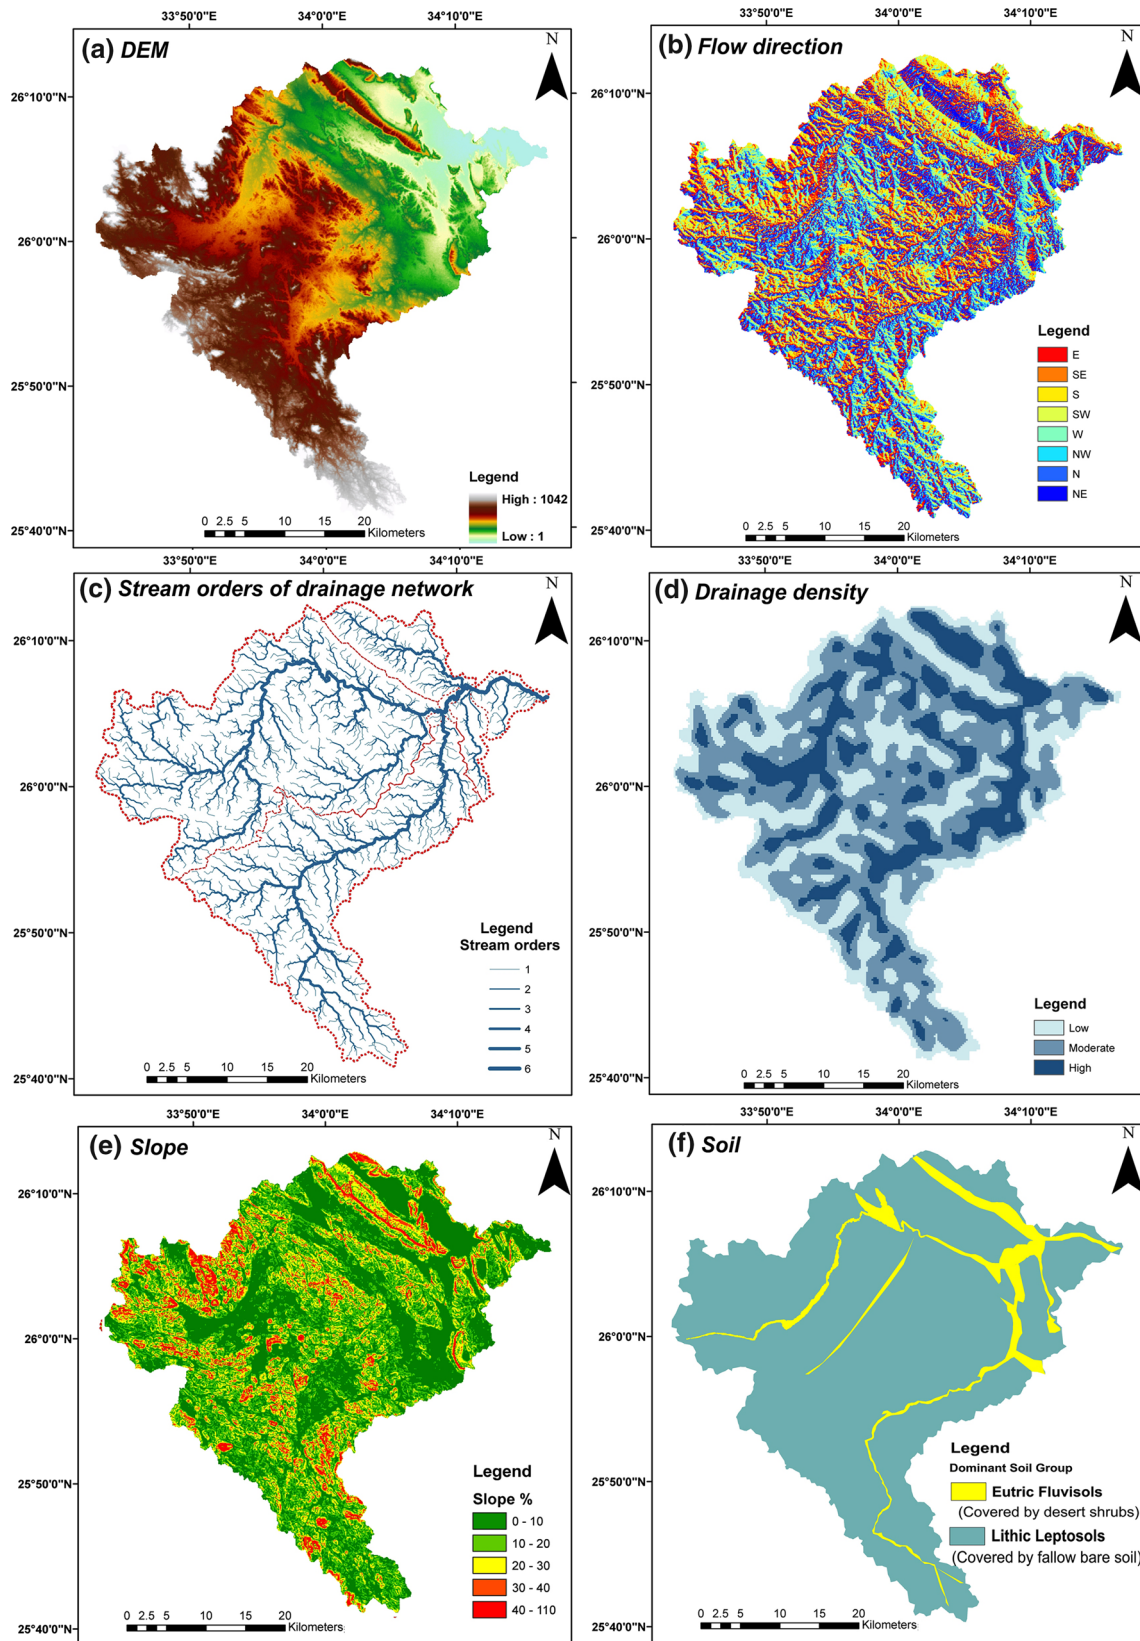 33°50'0"E 34°0'0"E 34°10'0"E
(a) DEM
N
26°10'0"N
26°0'0"N
25°50'0"N
25°40'0"N
Legend
High : 1042
Low : 1
0 2.5 5 10 15 20
Kilometers
33°50'0"E 34°0'0"E 34°10'0"E
(b) Flow direction
N
26°10'0"N
26°0'0"N
25°50'0"N
25°40'0"N
Legend
E
SE
S
SW
W
NW
N
NE
0 2.5 5 10 15 20
Kilometers
(c) Stream orders of drainage network
N
26°10'0"N
26°0'0"N
25°50'0"N
25°40'0"N
Legend
Stream orders
1
2
3
4
5
6
0 2.5 5 10 15 20
Kilometers
33°50'0"E 34°0'0"E 34°10'0"E
33°50'0"E 34°0'0"E 34°10'0"E
(d) Drainage density
N
26°10'0"N
26°0'0"N
25°50'0"N
25°40'0"N
Legend
Low
Moderate
High
0 2.5 5 10 15 20
Kilometers
33°50'0"E 34°0'0"E 34°10'0"E
(e) Slope
N
26°10'0"N
26°0'0"N
25°50'0"N
25°40'0"N
Legend
Slope %
0 - 10
10 - 20
20 - 30
30 - 40
40 - 110
0 2.5 5 10 15 20
Kilometers
(f) Soil
N
26°10'0"N
26°0'0"N
25°50'0"N
25°40'0"N
Legend
Dominant Soil Group
Eutric Fluvisols
(Covered by desert shrubs)
Lithic Leptosols
(Covered by fallow bare soil)
0 2.5 5 10 15 20
Kilometers